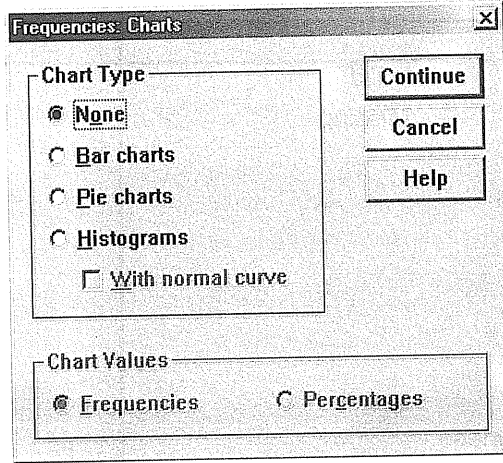 Frequencies: Charts
Chart Type
None
Bar charts
Pie charts
Histograms
With normal curve
Continue
Cancel
Help
Chart Values
Frequencies
Percentages